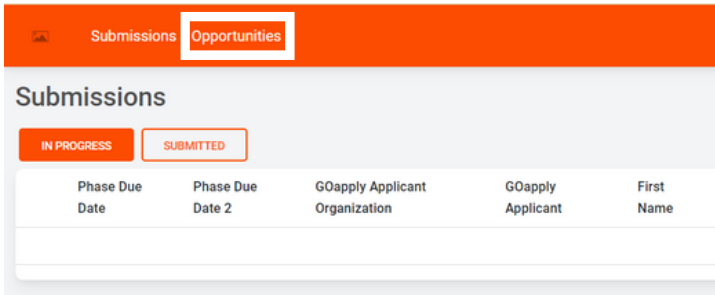 Submissions Opportunities
Submissions
IN PROGRESS SUBMITTED
Phase Due Phase Due GOapply Applicant GOapply First
Date Date 2 Organization Applicant Name